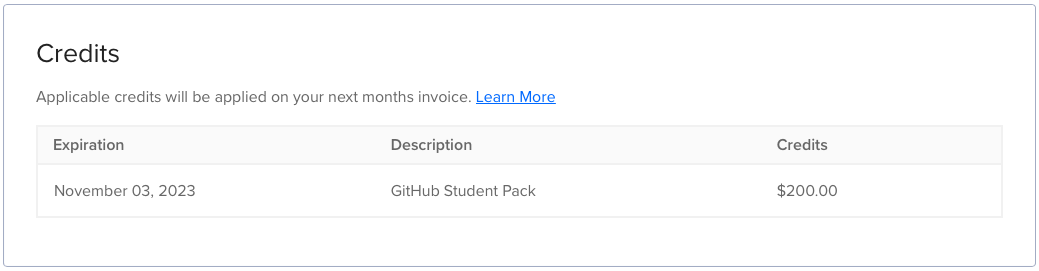 Credits
Applicable credits will be applied on your next months invoice. Learn More
Expiration Description Credits
November 03, 2023 GitHub Student Pack $200.00